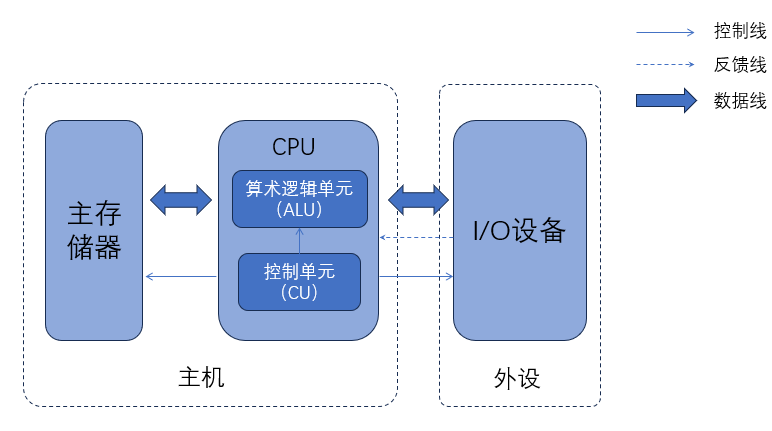 控制线
反馈线
数据线
CPU
算术逻辑单元
（ALU）
控制单元
（CU）
主存
储器
I/O设备
主机
外设